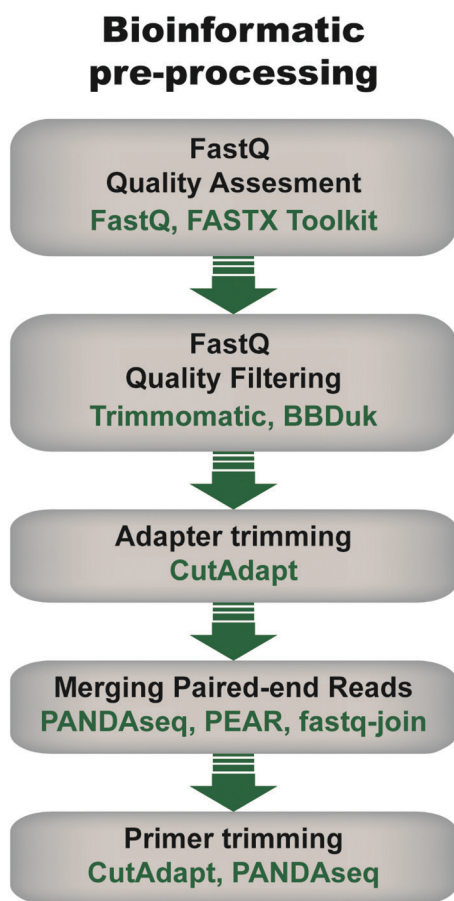 Bioinformatic
pre-processing
FastQ
Quality Assesment
FastQ, FASTX Toolkit
FastQ
Quality Filtering
Trimmomatic, BBDuk
Adapter trimming
CutAdapt
Merging Paired-end Reads
PANDAseq, PEAR, fastq-join
Primer trimming
CutAdapt, PANDAseq